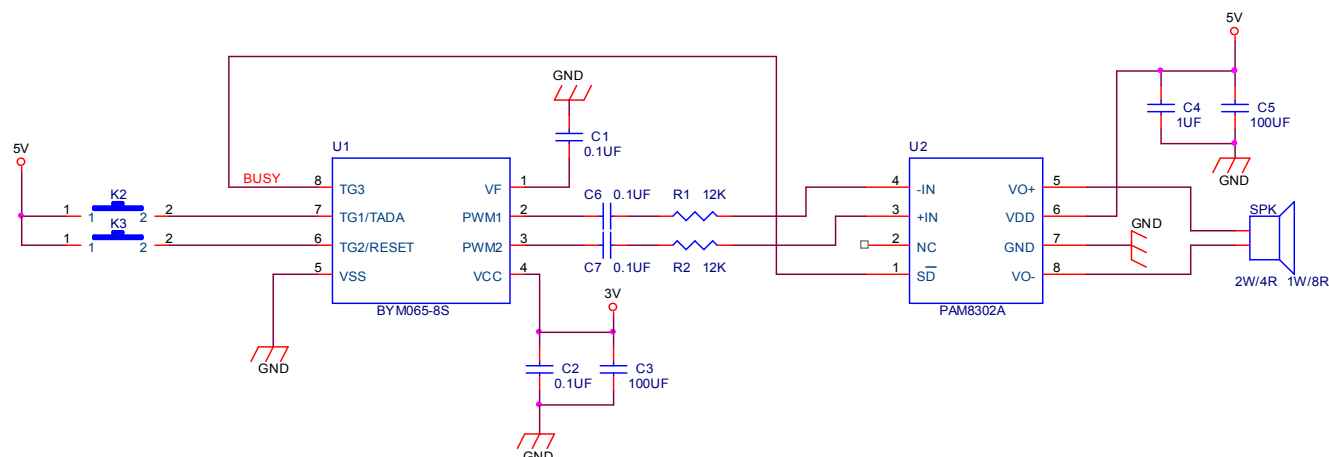 5V
5V
GND
C4
1UF
C5
100UF
C1
0.1UF
U1
U2
GND
BUSY
8
TG3
VF
1
C6
0.1UF
R1
12K
4
-IN
VO+
5
K2
1
1
2
2
7
TG1/TADA
PWM1
2
3
+IN
VDD
6
SPK
GND
K3
1
1
2
2
6
TG2/RESET
PWM2
3
C7
0.1UF
R2
12K
2
NC
GND
7
5
VSS
VCC
4
1
SD
VO-
8
2W/4R
1W/8R
BYM065-8S
3V
PAM8302A
GND
C2
0.1UF
C3
100UF
GND